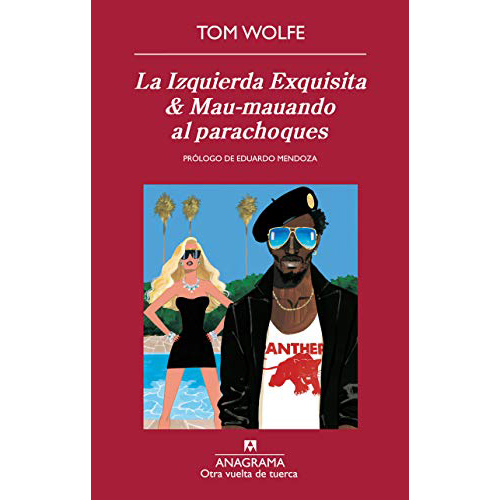 TOM WOLFE
La Izquierda Exquisita
& Mau-mauando
al parachoques
PRÓLOGO DE EDUARDO MENDOZA
ANTHER
ANAGRAMA
Otra vuelta de tuerca